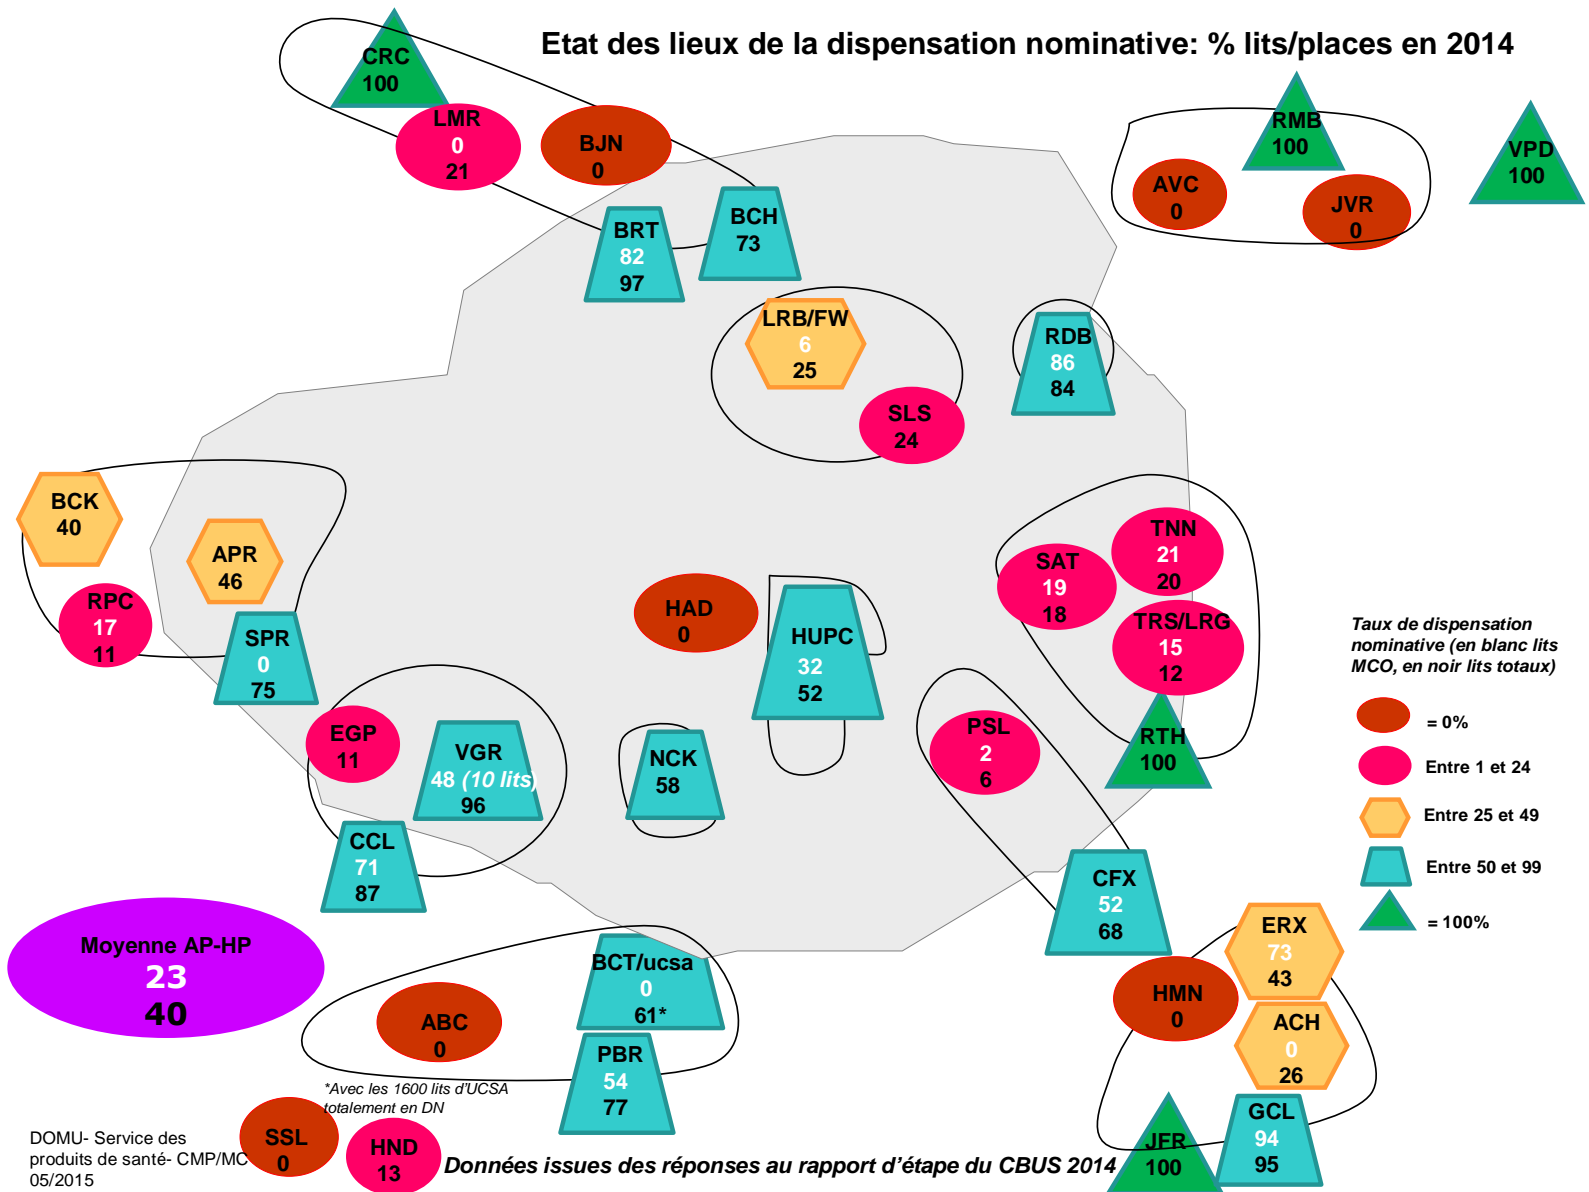 Etat des lieux de la dispensation nominative: % lits/places en 2014
CRC
100
LMR
0
21
BJN
0
BRT
82
97
BCH
73
RMB
100
AVC
0
JVR
0
VPD
100
LRB/FW
6
25
SLS
24
RDB
86
84
BCK
40
APR
46
RPC
17
11
SPR
0
75
HAD
0
HUPC
32
52
SAT
19
18
TNN
21
20
TRS/LRG
15
12
RTH
100
EGP
11
VGR
48 (10 lits)
96
CCL
71
87
NCK
58
PSL
2
6
CFX
52
68
Taux de dispensation
nominative (en blanc lits
MCO, en noir lits totaux)
= 0%
Entre 1 et 24
Entre 25 et 49
Entre 50 et 99
= 100%
Moyenne AP-HP
23
40
ABC
0
BCT/ucsa
0
61*
PBR
54
77
*Avec les 1600 lits d'UCSA
totalement en DN
HMN
0
ERX
73
43
ACH
0
26
GCL
94
95
JFR
100
SSL
0
HND
13
DOMU- Service des
produits de santé- CMP/MC
05/2015
Données issues des réponses au rapport d'étape du CBUS 2014